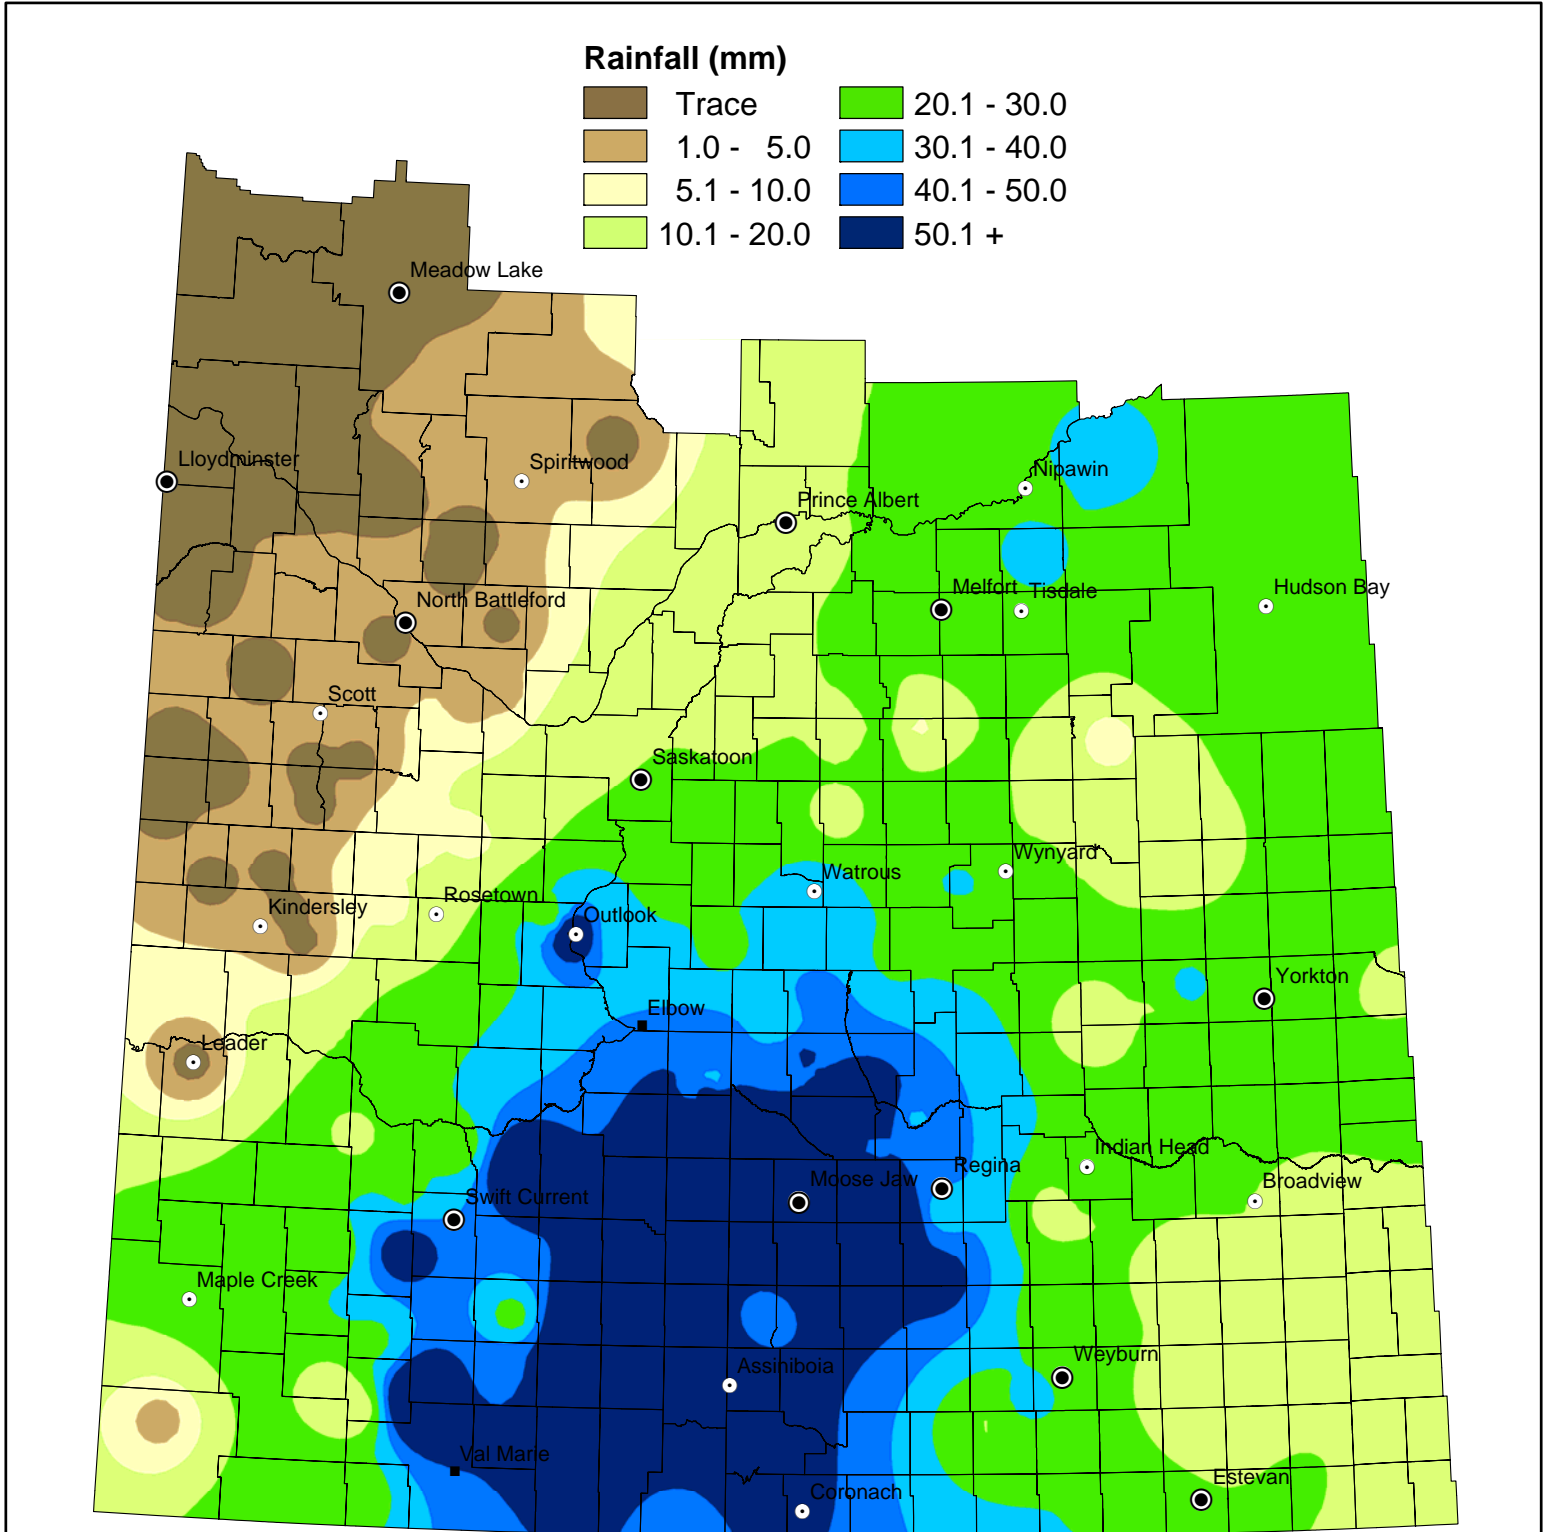 Rainfall (mm)
Trace
20.1 - 30.0
1.0 - 5.0
30.1 - 40.0
5.1 - 10.0
40.1 - 50.0
10.1 - 20.0
50.1 +
Meadow Lake
Lloydminster
Spiritwood
Nipawin
Prince Albert
Hudson Bay
Melfort
Tisdale
North Battleford
Scott
Saskatoon
Wynyard
Watrous
Rosetown
Kindersley
Outlook
Yorkton
Elbow
Leader
Indian Head
Regina
Moose Jaw
Broadview
Swift Current
Maple Creek
Weyburn
Assiniboia
Val Marie
Estevan
Coronach